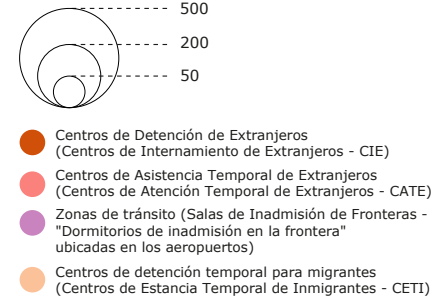 500
200
50
Centros de Detención de Extranjeros
(Centros de Internamiento de Extranjeros - CIE)
Centros de Asistencia Temporal de Extranjeros
(Centros de Atención Temporal de Extranjeros - CATE)
Zonas de tránsito (Salas de Inadmisión de Fronteras -
"Dormitorios de inadmisión en la frontera"
ubicadas en los aeropuertos)
Centros de detención temporal para migrantes
(Centros de Estancia Temporal de Inmigrantes - CETI)